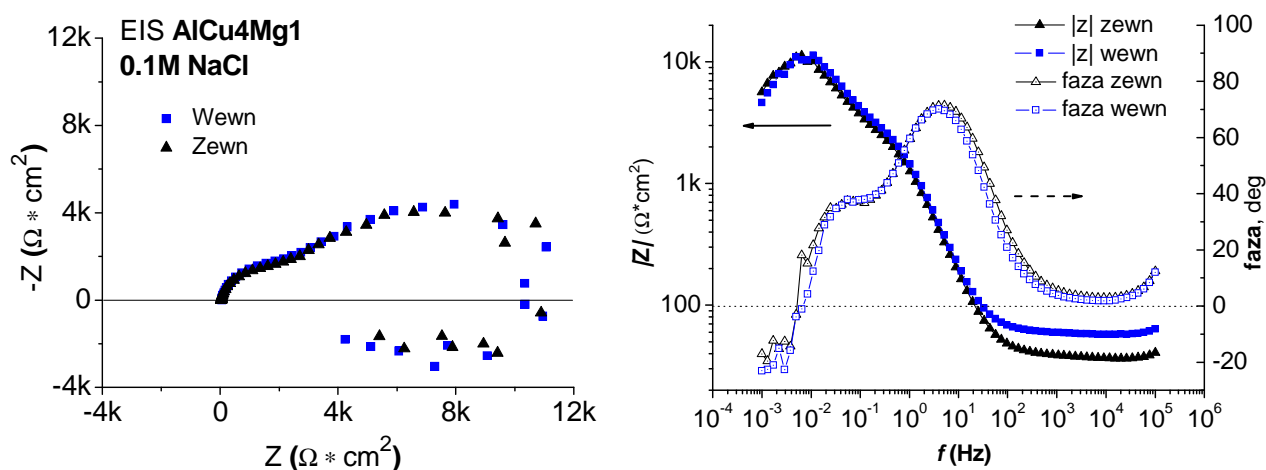 EIS AlCu4Mg1
0.1M NaCl
Wewn
Zewn
12k
8k
4k
0
-4k
-4k
0
4k
8k
12k
-Z (Ω * cm²)
Z (Ω * cm²)
|z| zewn
|z| wewn
faza zewn
faza wewn
10k
1k
100
/Z/ (Ω*cm²)
100
80
60
40
20
0
-20
faza, deg
10⁻⁴
10⁻³
10⁻²
10⁻¹
10⁰
10¹
10²
10³
10⁴
10⁵
10⁶
f (Hz)